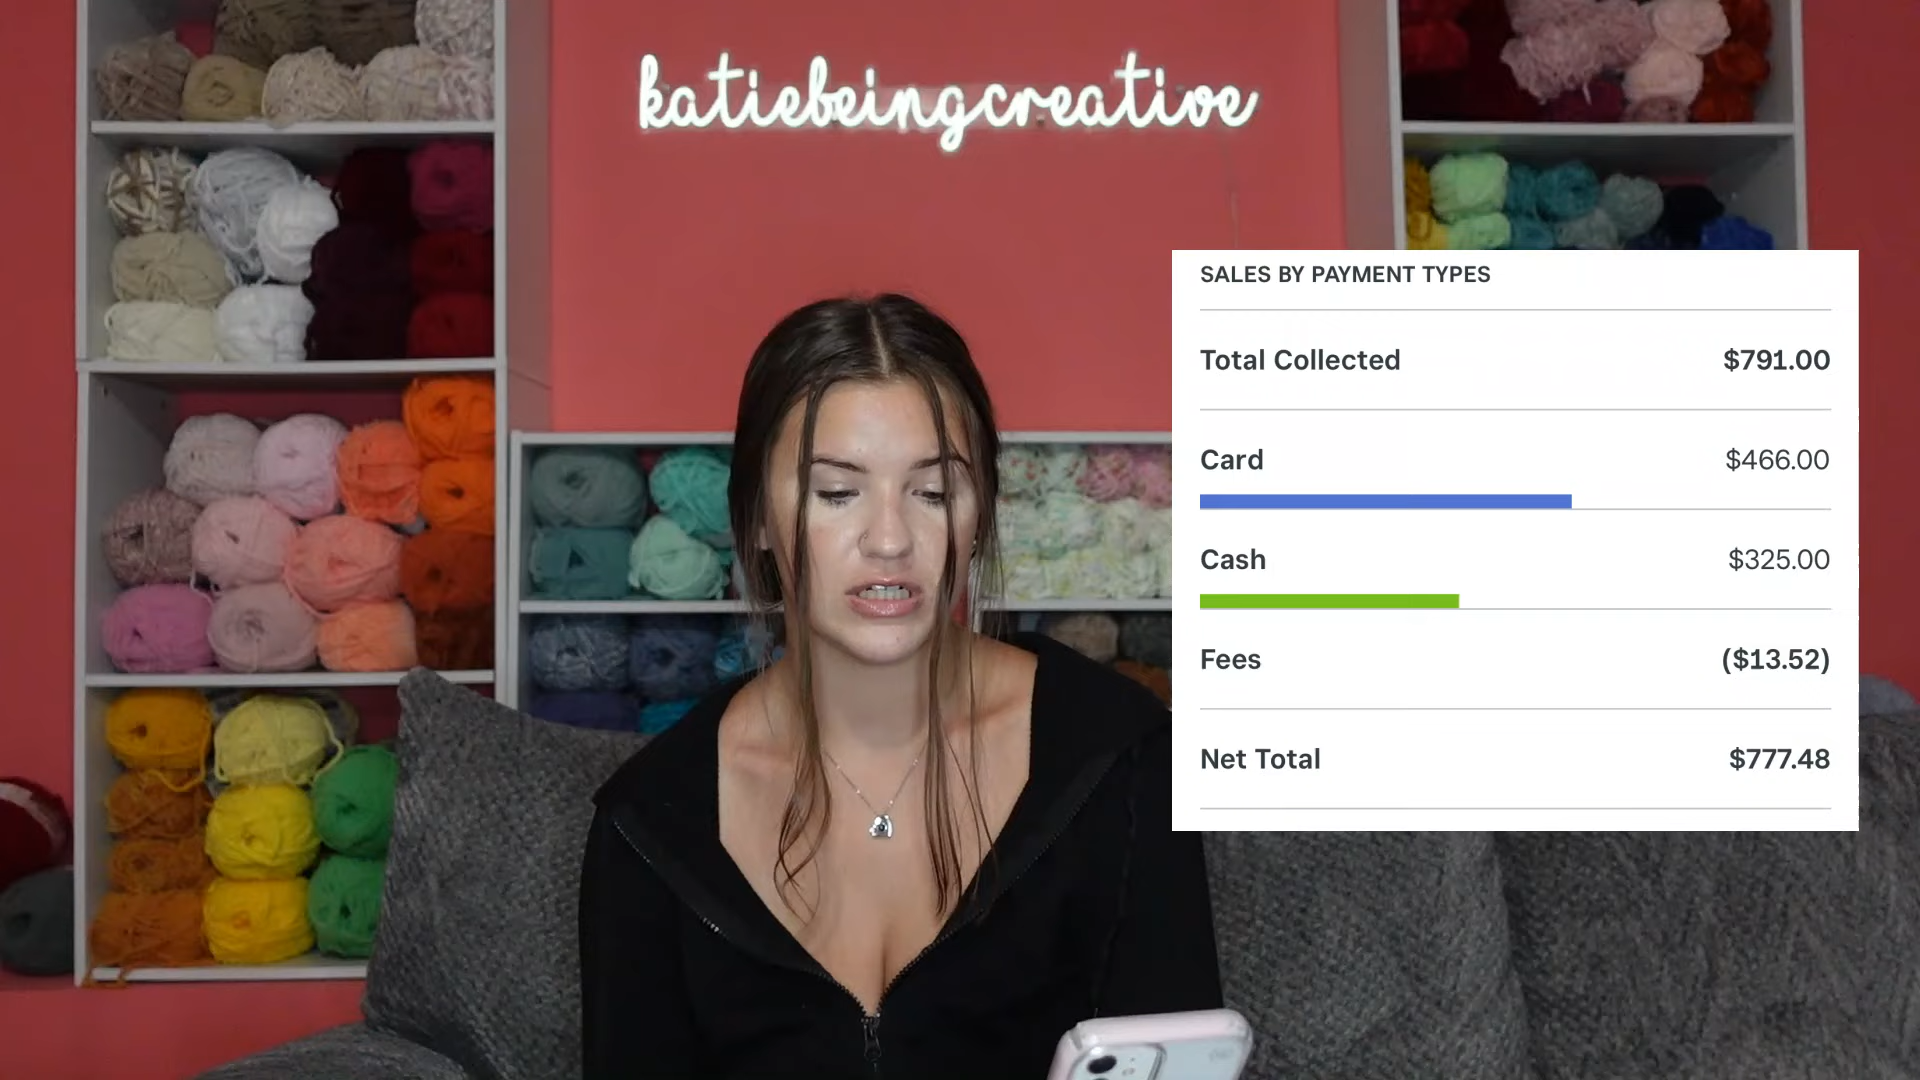 katiebeingcreative
SALES BY PAYMENT TYPES
Total Collected $791.00
Card $466.00
Cash $325.00
Fees ($13.52)
Net Total $777.48